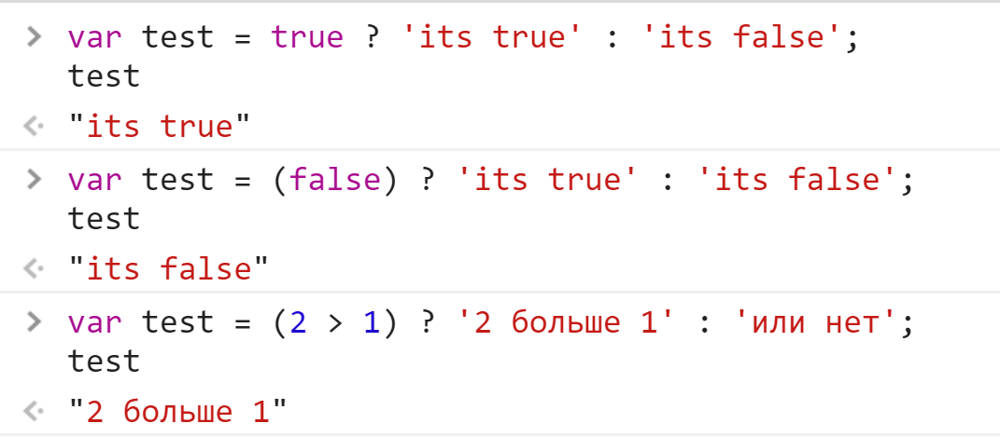 > var test = true ? 'its true' : 'its false';
test
<· "its true"
> var test = (false) ? 'its true' : 'its false';
test
<· "its false"
> var test = (2 > 1) ? '2 больше 1' : 'или нет';
test
<· "2 больше 1"